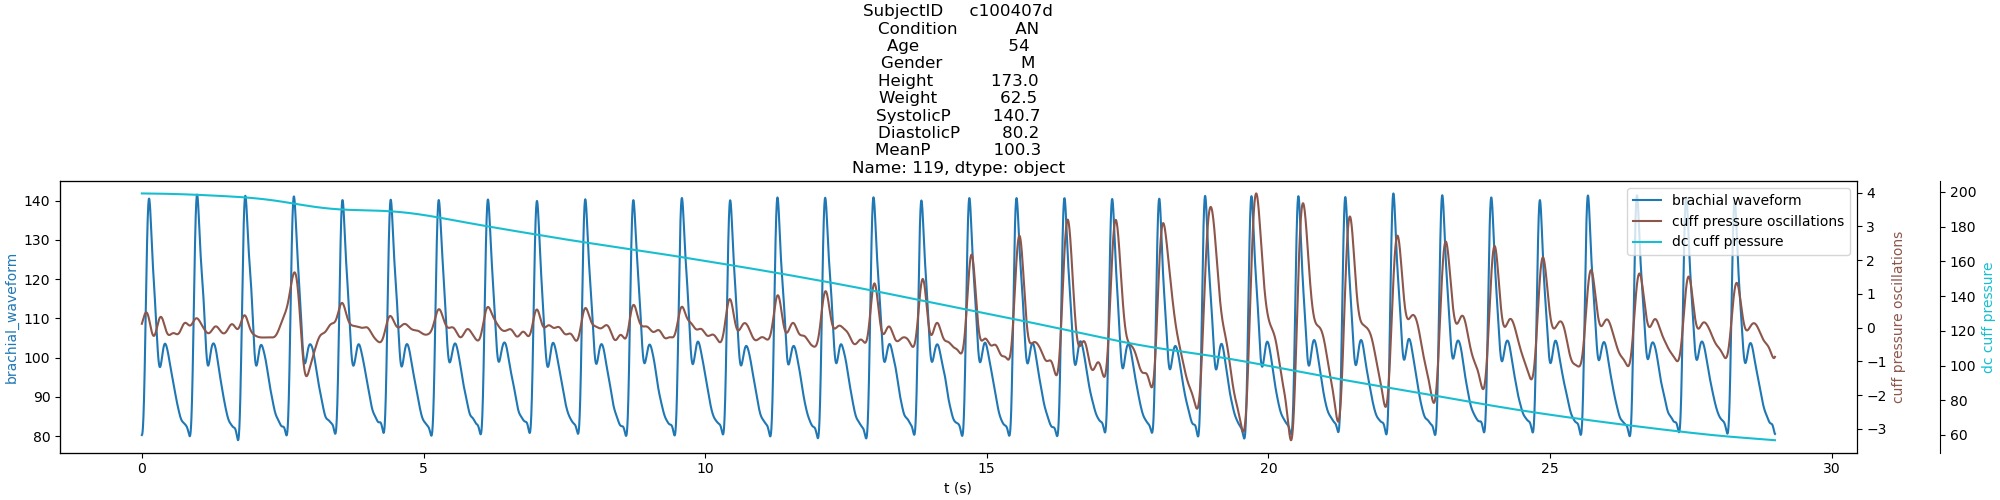 SubjectID c100407d
Condition AN
Age 54
Gender M
Height 173.0
Weight 62.5
SystolicP 140.7
DiastolicP 80.2
MeanP 100.3
Name: 119, dtype: object
brachial_waveform
140
130
120
110
100
90
80
0 5 10 15 20 25 30
t (s)
brachial waveform
cuff pressure oscillations
dc cuff pressure
4
3
2
1
0
−1
−2
−3
cuff pressure oscillations
200
180
160
140
120
100
80
60
dc cuff pressure